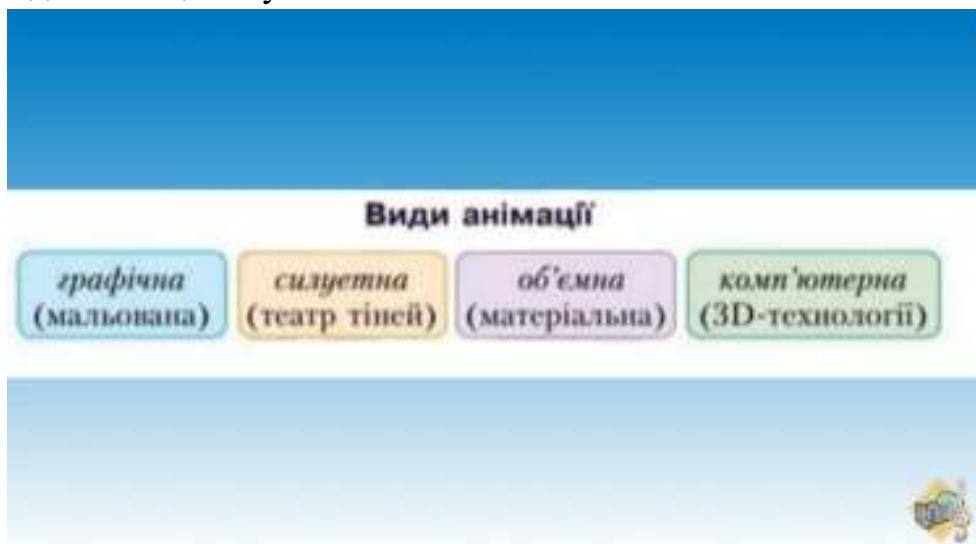 Види анімації
графічна
(мальована)
силуетна
(театр тіней)
об’ємна
(матеріальна)
комп’ютерна
(3D-технології)